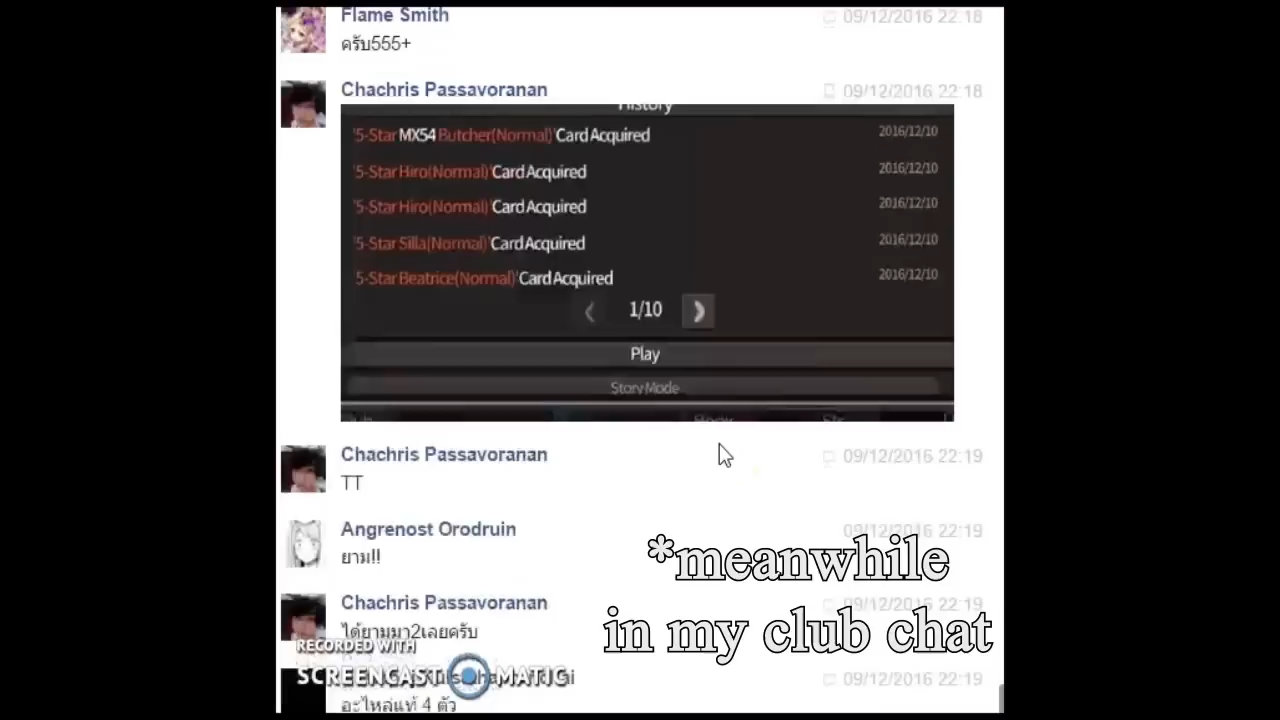 Flame Smith 09/12/2016 22:18
ครับ555+
Chachris Passavoranan 09/12/2016 22:18
History
'5-Star MX54 Butcher(Normal)'Card Acquired 2016/12/10
'5-Star Hiro(Normal)'Card Acquired 2016/12/10
'5-Star Hiro(Normal)'Card Acquired 2016/12/10
'5-Star Silla(Normal)'Card Acquired 2016/12/10
'5-Star Beatrice(Normal)'Card Acquired 2016/12/10
1/10
Play
Story Mode
Chachris Passavoranan 09/12/2016 22:19
TT
Angrenost Orodruin 09/12/2016 22:19
ยาม!!
*meanwhile
in my club chat
Chachris Passavoranan 09/12/2016 22:19
ได้ยามมา2เลยครับ
RECORDED WITH
SCREENCAST MATIC
09/12/2016 22:19
อะไหล่แท้ 4 ตัว